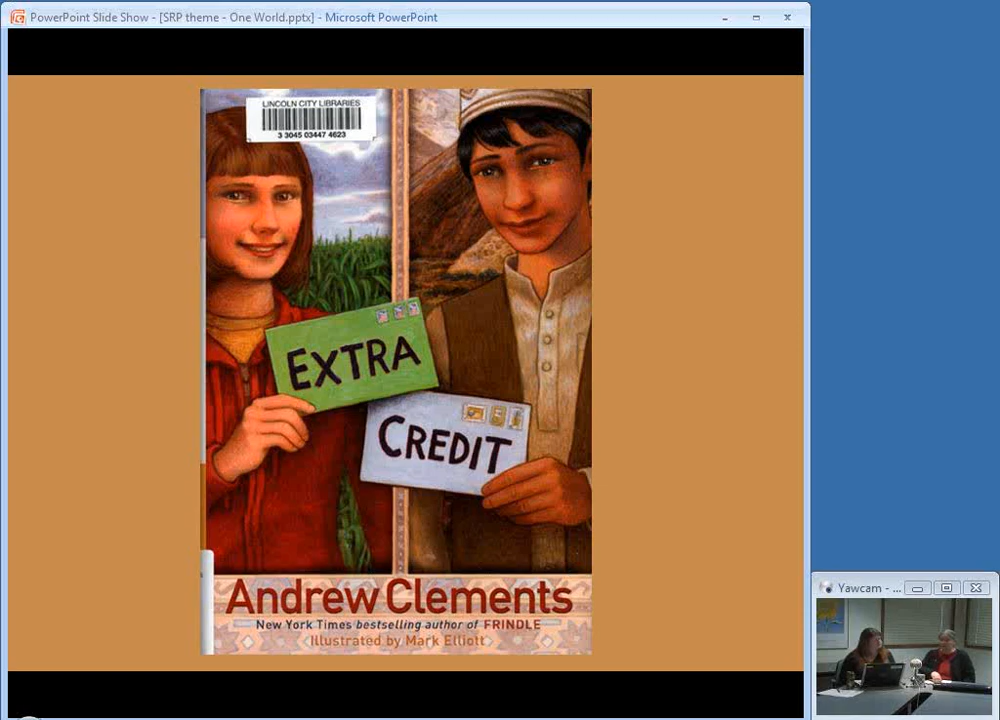 PowerPoint Slide Show - [SRP theme - One World.pptx] - Microsoft PowerPoint
LINCOLN CITY LIBRARIES
3 3045 03447 4623
EXTRA
CREDIT
Andrew Clements
New York Times bestselling author of FRINDLE
Illustrated by Mark Elliott
Yawcam - ...